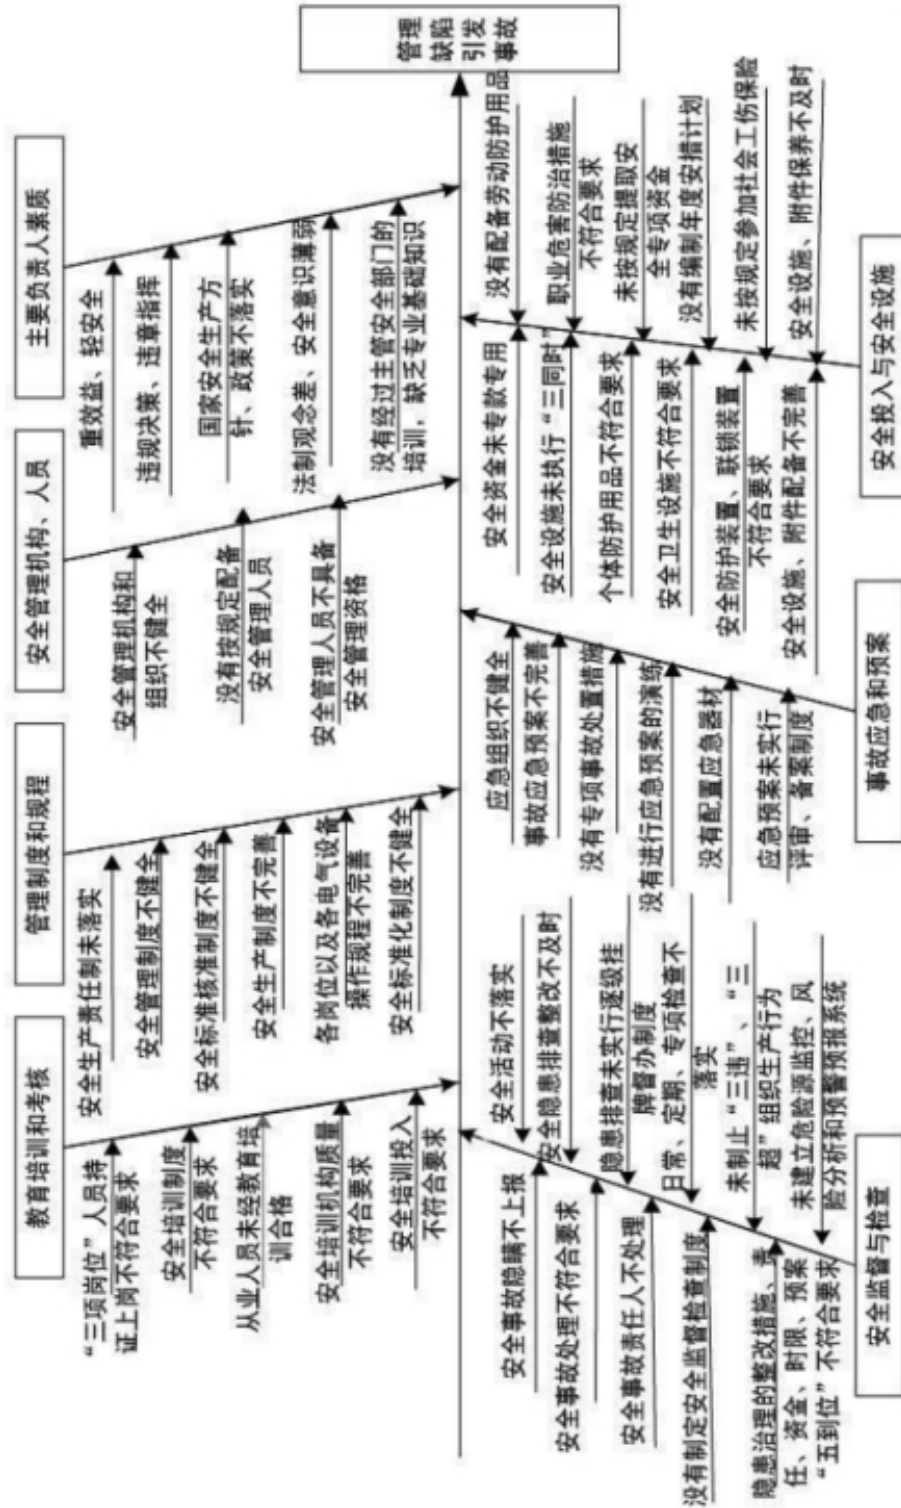 教育培训和考核
“三项岗位”人员持
证上岗不符合要求
安全培训制度
不符合要求
从业人员未经教育培
训合格
安全培训机构质量
不符合要求
安全培训投入
不符合要求
管理制度和规程
安全生产责任制未落实
安全管理制度不健全
安全标准核准制度不健全
安全生产制度不完善
各岗位以及各电气设备
操作规程不完善
安全标准化制度不健全
安全管理机构、人员
安全管理机构和
组织不健全
没有按规定配备
安全管理人员
安全管理人员不具备
安全管理资格
主要负责人素质
重效益、轻安全
违规决策、违章指挥
国家安全生产方
针、政策不落实
法制观念差、安全意识薄弱
没有经过主管安全部门的
培训，缺乏专业基础知识
管理
缺陷
引发
事故
安全事故隐瞒不上报
安全事故处理不符合要求
安全事故责任人不处理
没有制定安全监督检查制度
隐患治理的整改措施、责
任、资金、时限、预案
“五到位”不符合要求
安全活动不落实
安全隐患排查整改不及时
隐患排查未实行逐级挂
牌督办制度
日常、定期、专项检查不
落实
未制止“三违”、“三
超”组织生产行为
未建立危险源监控、风
险分析和预警预报系统
安全监督与检查
应急组织不健全
事故应急预案不完善
没有专项事故处置措施
没有进行应急预案的演练
没有配置应急器材
应急预案未实行
评审、备案制度
事故应急和预案
安全资金未专款专用
安全设施未执行“三同时”
个体防护用品不符合要求
安全卫生设施不符合要求
安全防护装置、联锁装置
不符合要求
安全设施、附件配备不完善
没有配备劳动防护用品
职业危害防治措施
不符合要求
未按规定提取安
全专项资金
没有编制年度安措计划
未按规定参加社会工伤保险
安全设施、附件保养不及时
安全投入与安全设施